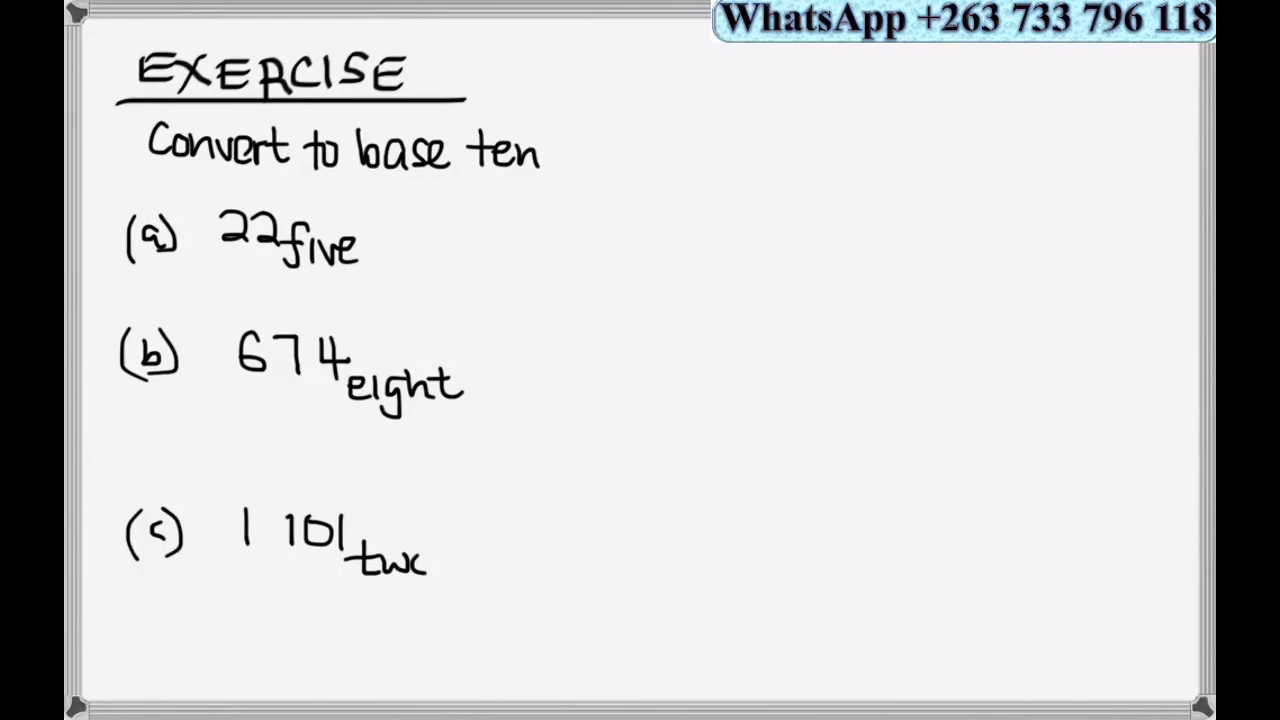 WhatsApp +263 733 796 118
EXERCISE
Convert to base ten
(a) 22five
(b) 674eight
(c) 1 101two